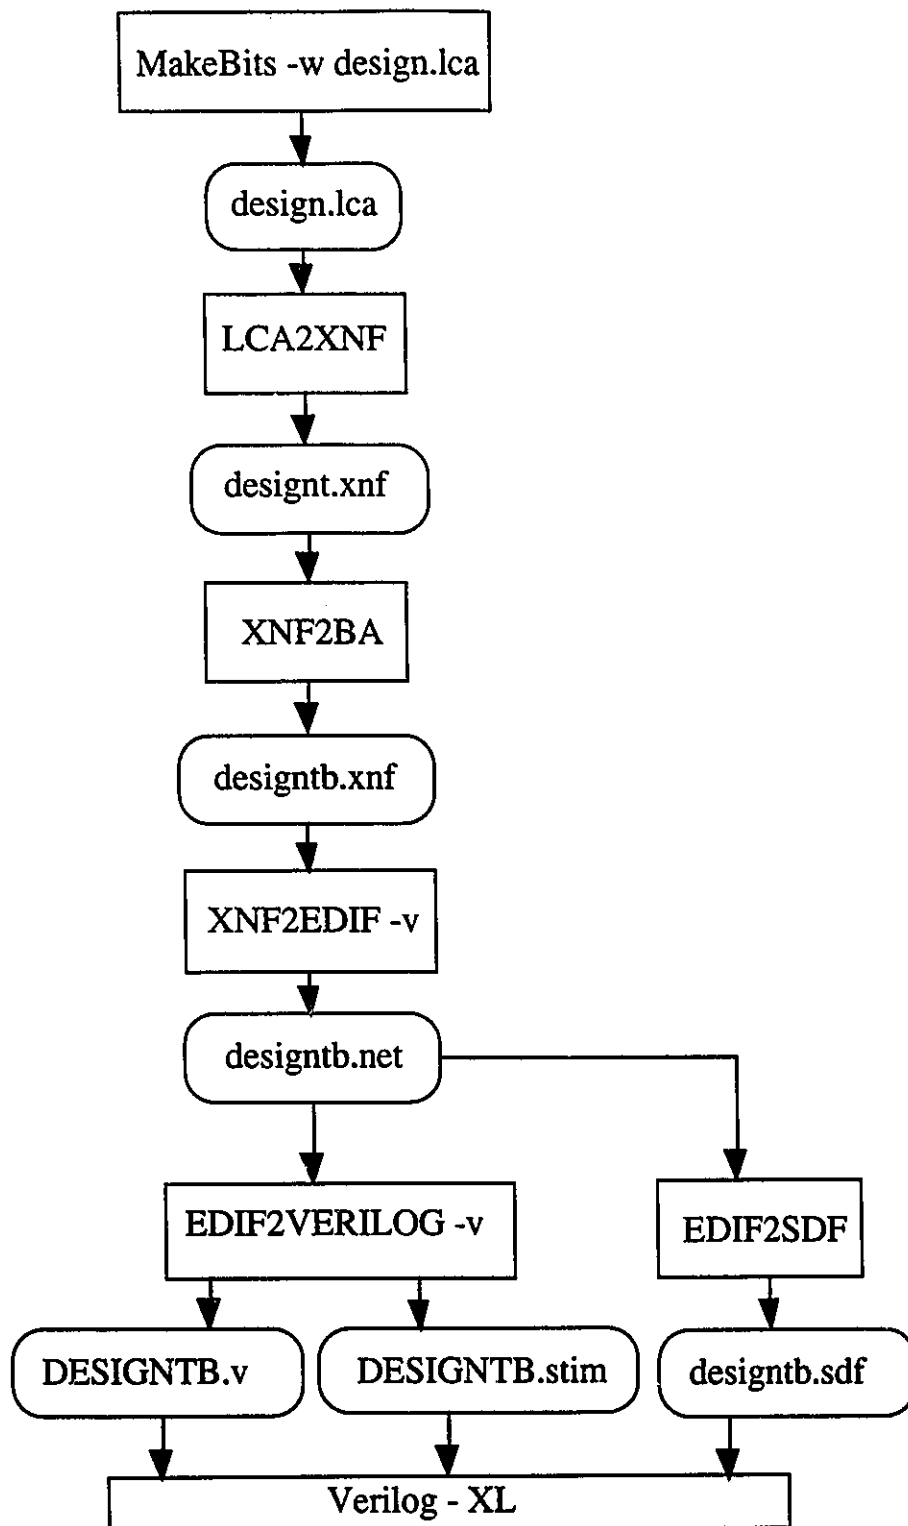 MakeBits -w design.lca
design.lca
LCA2XNF
designt.xnf
XNF2BA
designtb.xnf
XNF2EDIF -v
designtb.net
EDIF2VERILOG -v
EDIF2SDF
DESIGNTB.v
DESIGNTB.stim
designtb.sdf
Verilog - XL